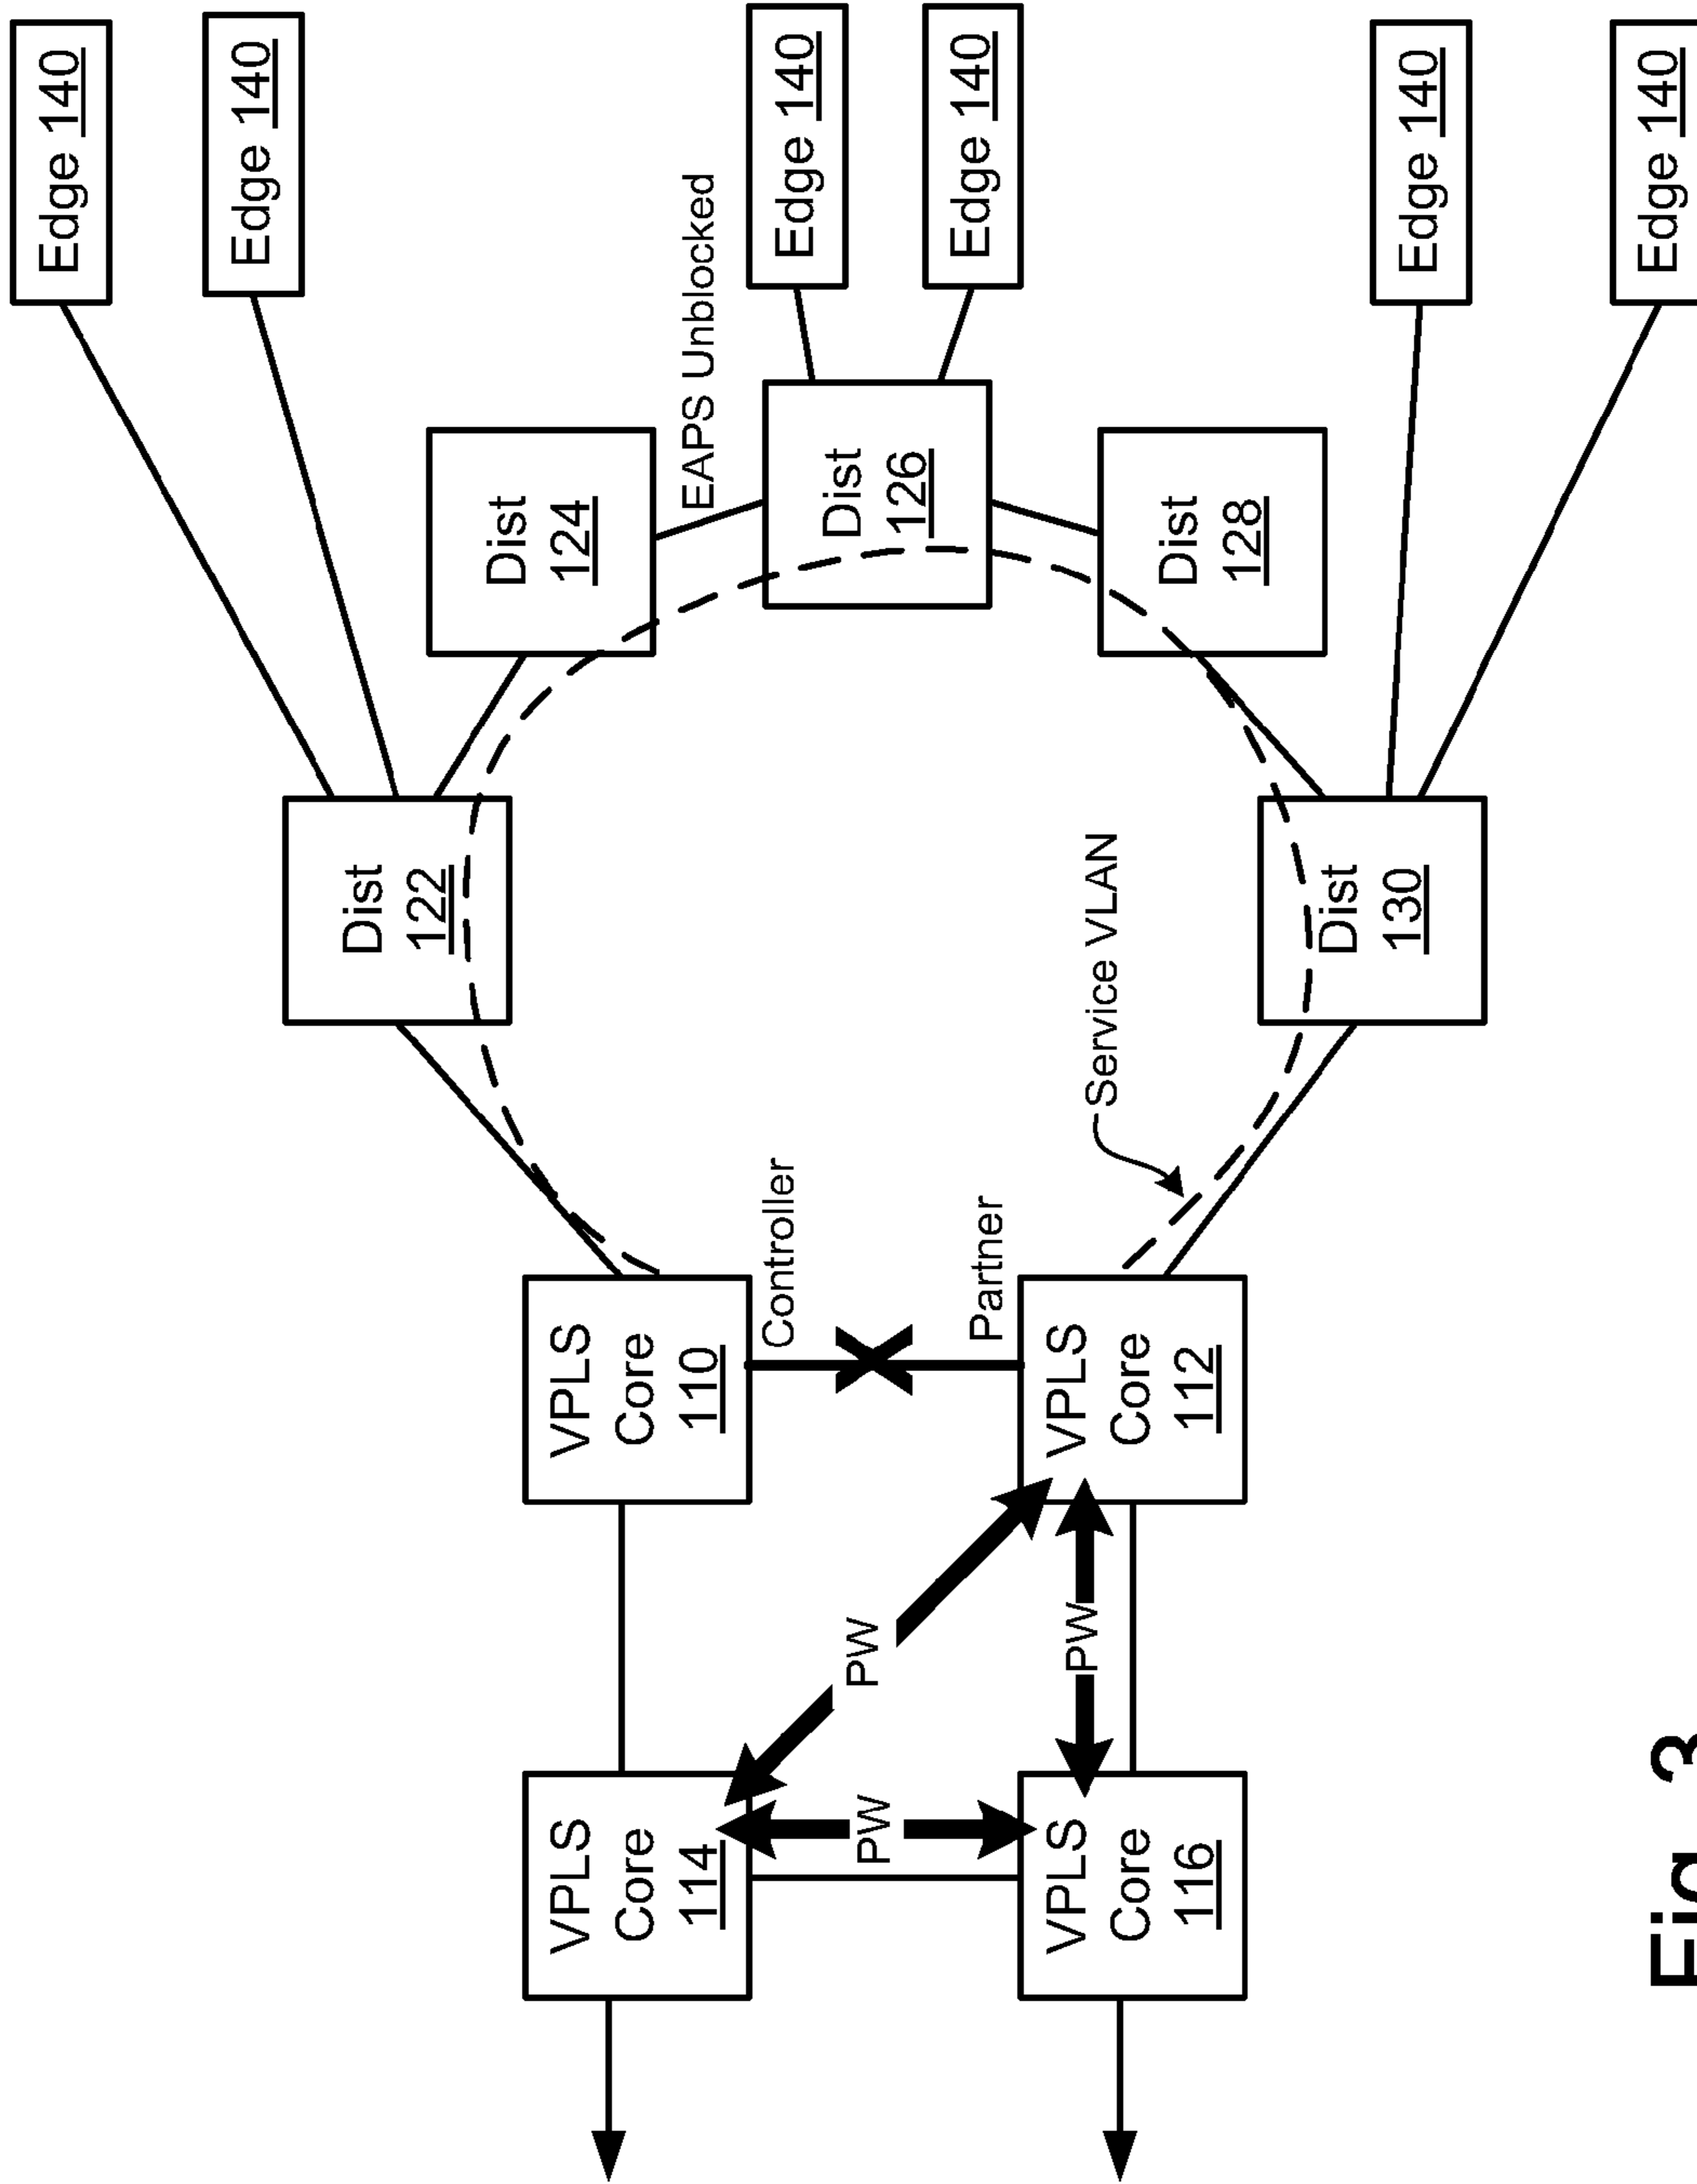 Edge 140
Edge 140
Dist
122
Dist
124
VPLS
Core
114
VPLS
Core
110
EAPS Unblocked
Controller
Edge 140
PW
PW
Dist
126
Edge 140
Partner
VPLS
Core
116
PW
VPLS
Core
112
Service VLAN
Dist
128
Dist
130
Edge 140
Edge 140
Fig. 3